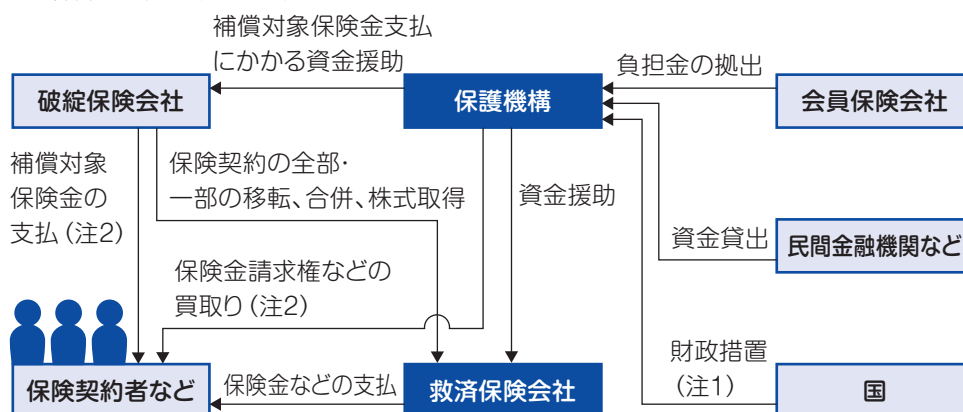 補償対象保険金支払
にかかる資金援助
負担金の拠出
破綻保険会社
保護機構
会員保険会社
補償対象
保険金の
支払(注2)
保険契約の全部・
一部の移転、合併、株式取得
資金援助
資金貸出
民間金融機関など
保険金請求権などの
買取り(注2)
財政措置
(注1)
保険契約者など
保険金などの支払
救済保険会社
国